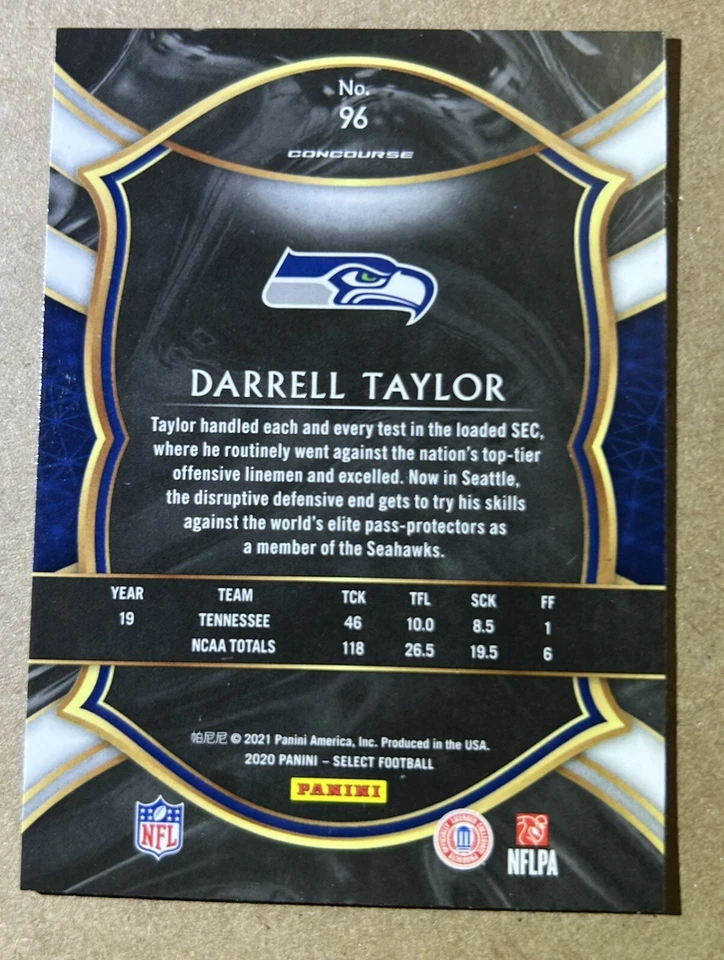 No.
96
CONCOURSE
DARRELL TAYLOR
Taylor handled each and every test in the loaded SEC,
where he routinely went against the nation's top-tier
offensive linemen and excelled. Now in Seattle,
the disruptive defensive end gets to try his skills
against the world's elite pass-protectors as
a member of the Seahawks.
YEAR TEAM TCK TFL SCK FF
19 TENNESSEE 46 10.0 8.5 1
NCAA TOTALS 118 26.5 19.5 6
帕尼尼 © 2021 Panini America, Inc. Produced in the USA.
2020 PANINI – SELECT FOOTBALL
PANINI
NFL
OFFICIALLY LICENSED COLLEGIATE PRODUCTS
NFLPA